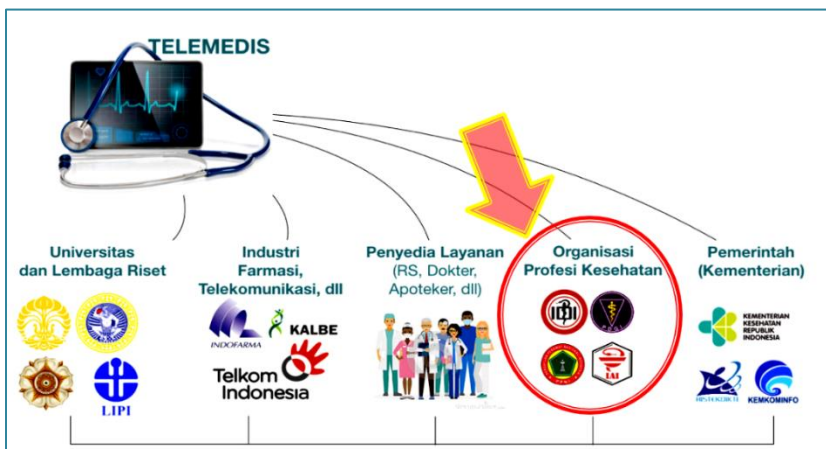 TELEMEDIS
Universitas
dan Lembaga Riset
Industri
Farmasi,
Telekomunikasi, dll
Penyedia Layanan
(RS, Dokter,
Apoteker, dll)
Organisasi
Profesi Kesehatan
Pemerintah
(Kementerian)
LIPI
INDOFARMA
KALBE
Telkom
Indonesia
IDI
IAI
KEMENTERIAN
KESEHATAN
REPUBLIK
INDONESIA
KEMKOMINFO